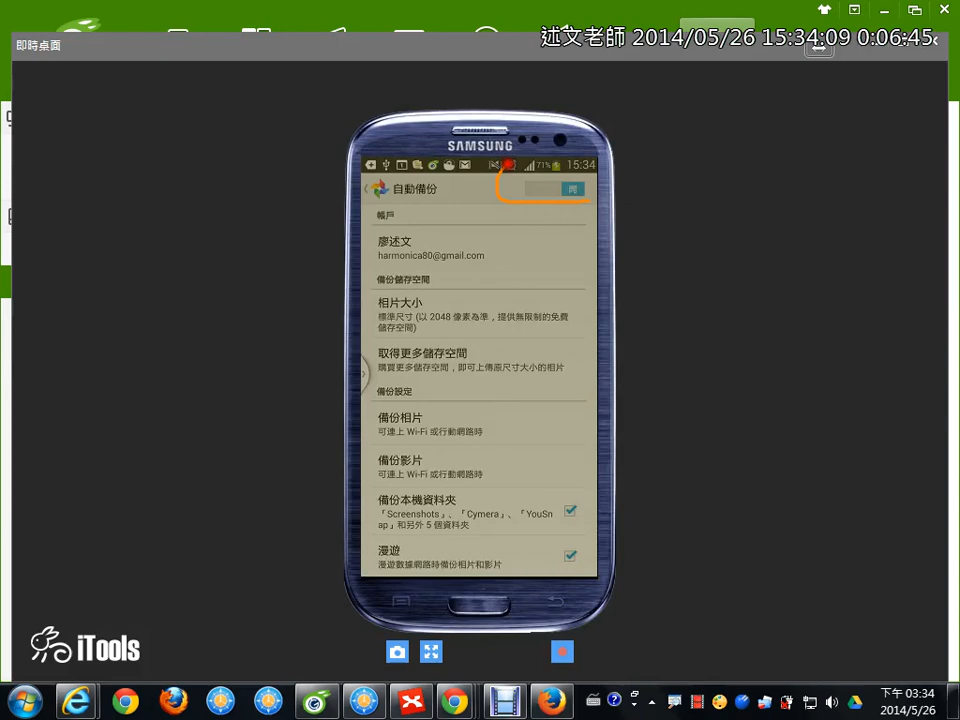 述文老師 2014/05/26 15:34:09 0:06:45
即時桌面
SAMSUNG
71% 15:34
自動備份
開
帳戶
廖述文
harmonica80@gmail.com
備份儲存空間
相片大小
標準尺寸 (以 2048 像素為準，提供無限制的免費
儲存空間)
取得更多儲存空間
購買更多儲存空間，即可上傳原尺寸大小的相片
備份設定
備份相片
可連上 Wi-Fi 或行動網路時
備份影片
可連上 Wi-Fi 或行動網路時
備份本機資料夾
「Screenshots」、「Cymera」、「YouSn
ap」和另外 5 個資料夾
漫遊
漫遊數據網路時備份相片和影片
iTools
下午 03:34
2014/5/26